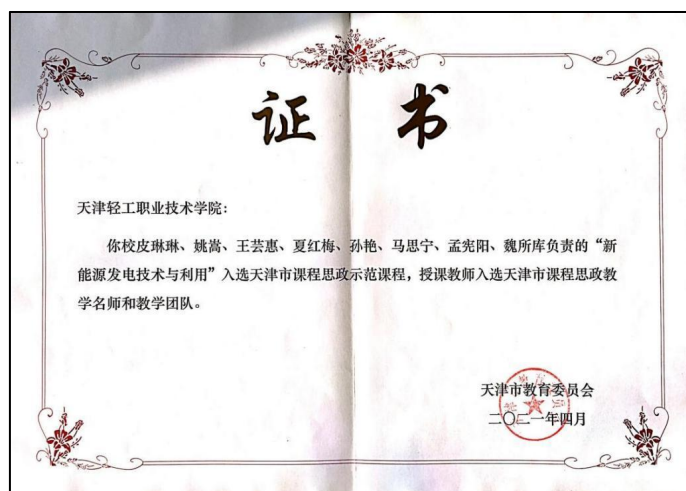 证 书
天津轻工职业技术学院：
你校皮琳琳、姚嵩、王芸惠、夏红梅、孙艳、马思宁、孟宪阳、魏所库负责的“新
能源发电技术与利用”入选天津市课程思政示范课程，授课教师入选天津市课程思政教
学名师和教学团队。
天津市教育委员会
二〇二一年四月